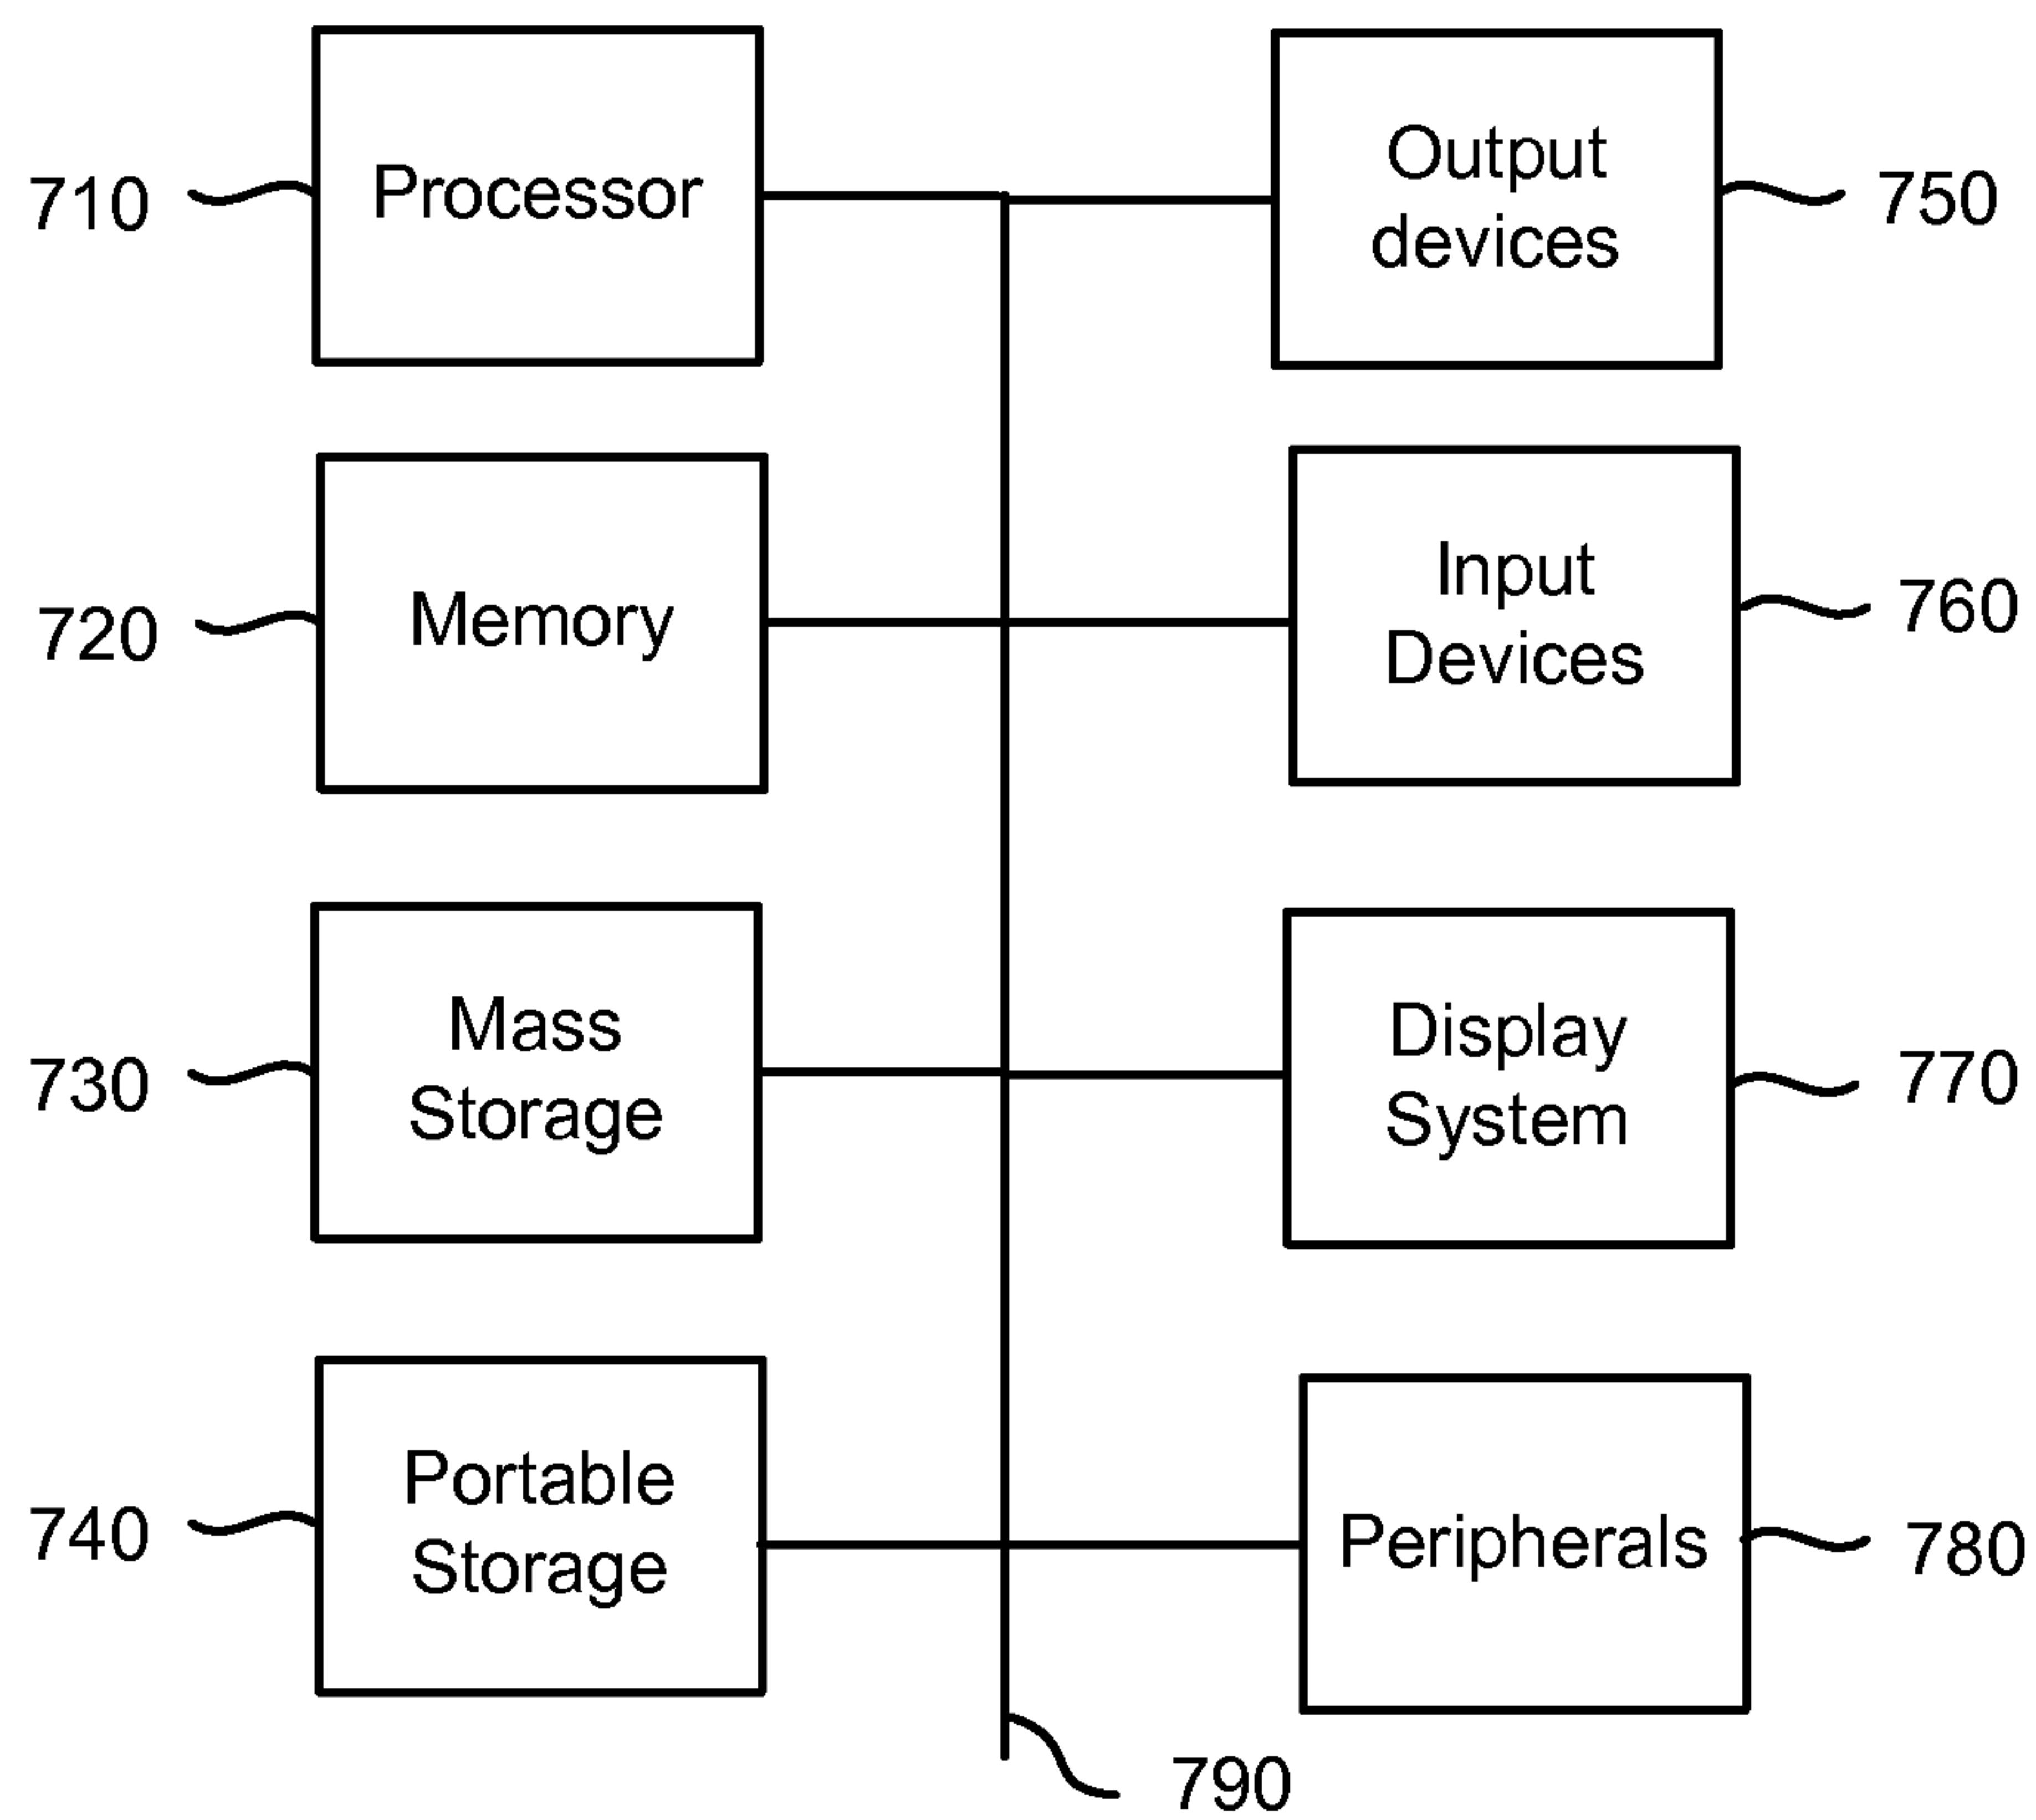 710
Processor
Output
devices
750
720
Memory
Input
Devices
760
730
Mass
Storage
Display
System
770
740
Portable
Storage
Peripherals
780
790